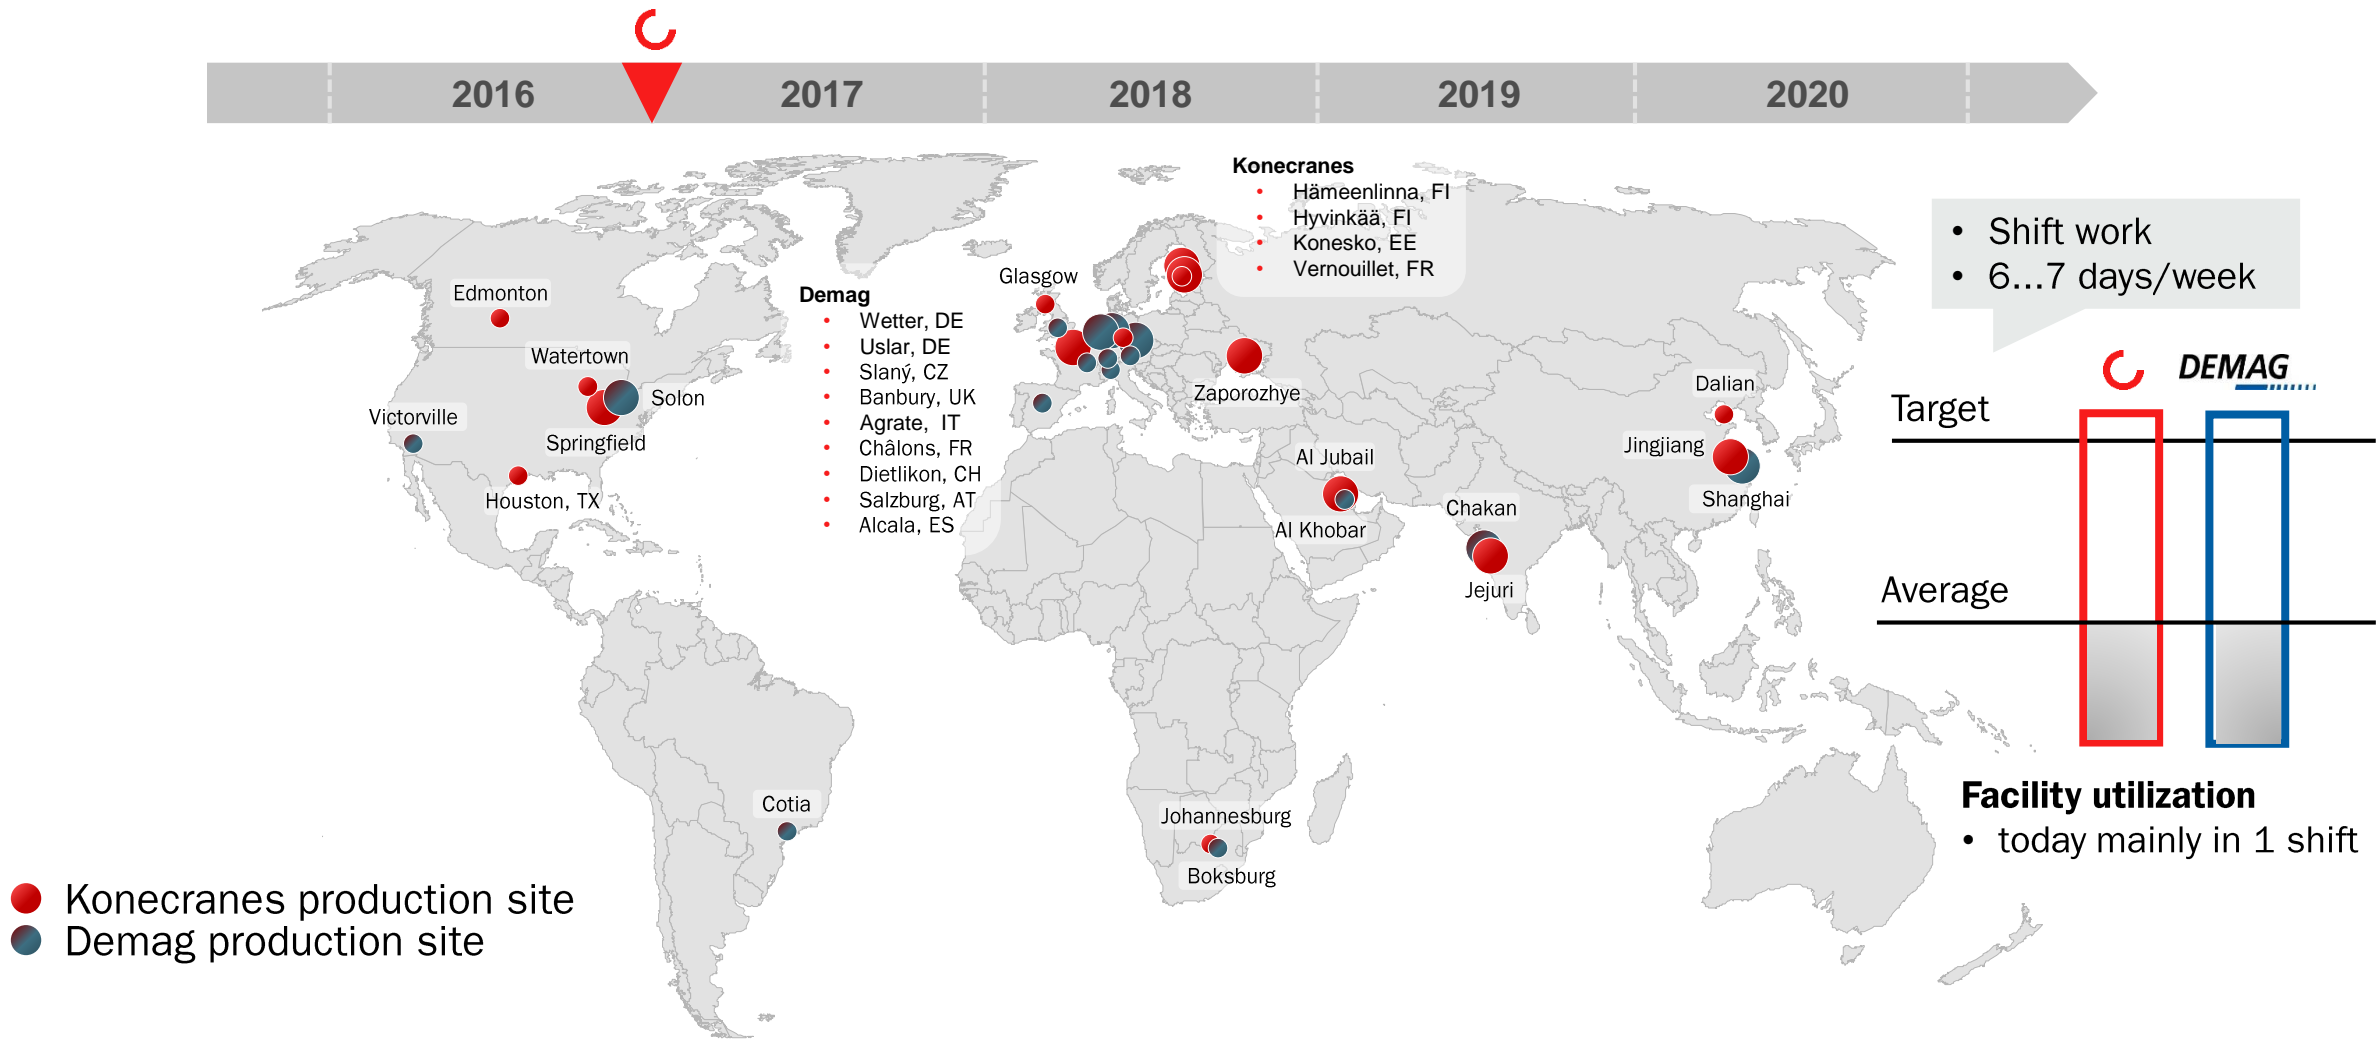 2016 2017 2018 2019 2020
Konecranes
• Hämeenlinna, FI
• Hyvinkää, FI
• Konesko, EE
• Vernouillet, FR
Demag
• Wetter, DE
• Uslar, DE
• Slaný, CZ
• Banbury, UK
• Agrate, IT
• Châlons, FR
• Dietlikon, CH
• Salzburg, AT
• Alcala, ES
Edmonton
Watertown
Solon
Victorville
Springfield
Houston, TX
Cotia
Glasgow
Zaporozhye
Al Jubail
Al Khobar
Chakan
Jejuri
Dalian
Jingjiang
Shanghai
Johannesburg
Boksburg
• Shift work
• 6...7 days/week
DEMAG
Target
Average
Facility utilization
• today mainly in 1 shift
Konecranes production site
Demag production site